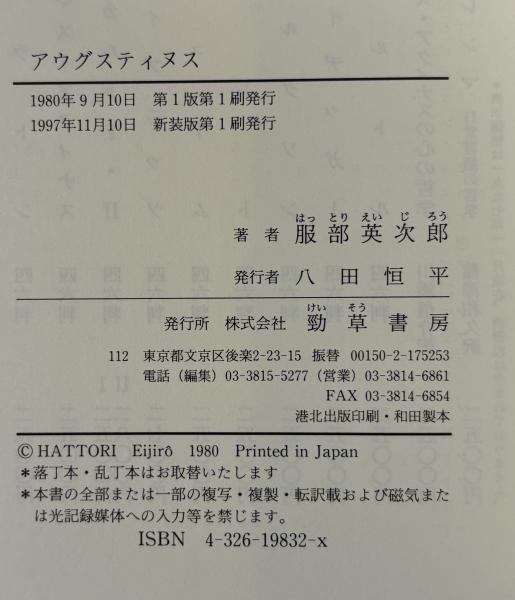 アウグスティヌス
1980年9月10日 第1版第1刷発行
1997年11月10日 新装版第1刷発行
はっ とり えい じ ろう
著者 服部英次郎
発行者 八田恒平
けい そう
発行所 株式会社 勁草書房
112 東京都文京区後楽2-23-15 振替 00150-2-175253
電話(編集)03-3815-5277(営業)03-3814-6861
FAX 03-3814-6854
港北出版印刷・和田製本
©HATTORI Eijirô 1980 Printed in Japan
*落丁本・乱丁本はお取替いたします
*本書の全部または一部の複写・複製・転訳載および磁気また
は光記録媒体への入力等を禁じます。
ISBN 4-326-19832-x